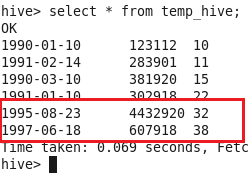 hive> select * from temp_hive;
OK
1990-01-10 123112 10
1991-02-14 283901 11
1990-03-10 381920 15
1991-01-10 302918 22
1995-08-23 4432920 32
1997-06-18 607918 38
Time taken: 0.069 seconds, Fetc
hive>